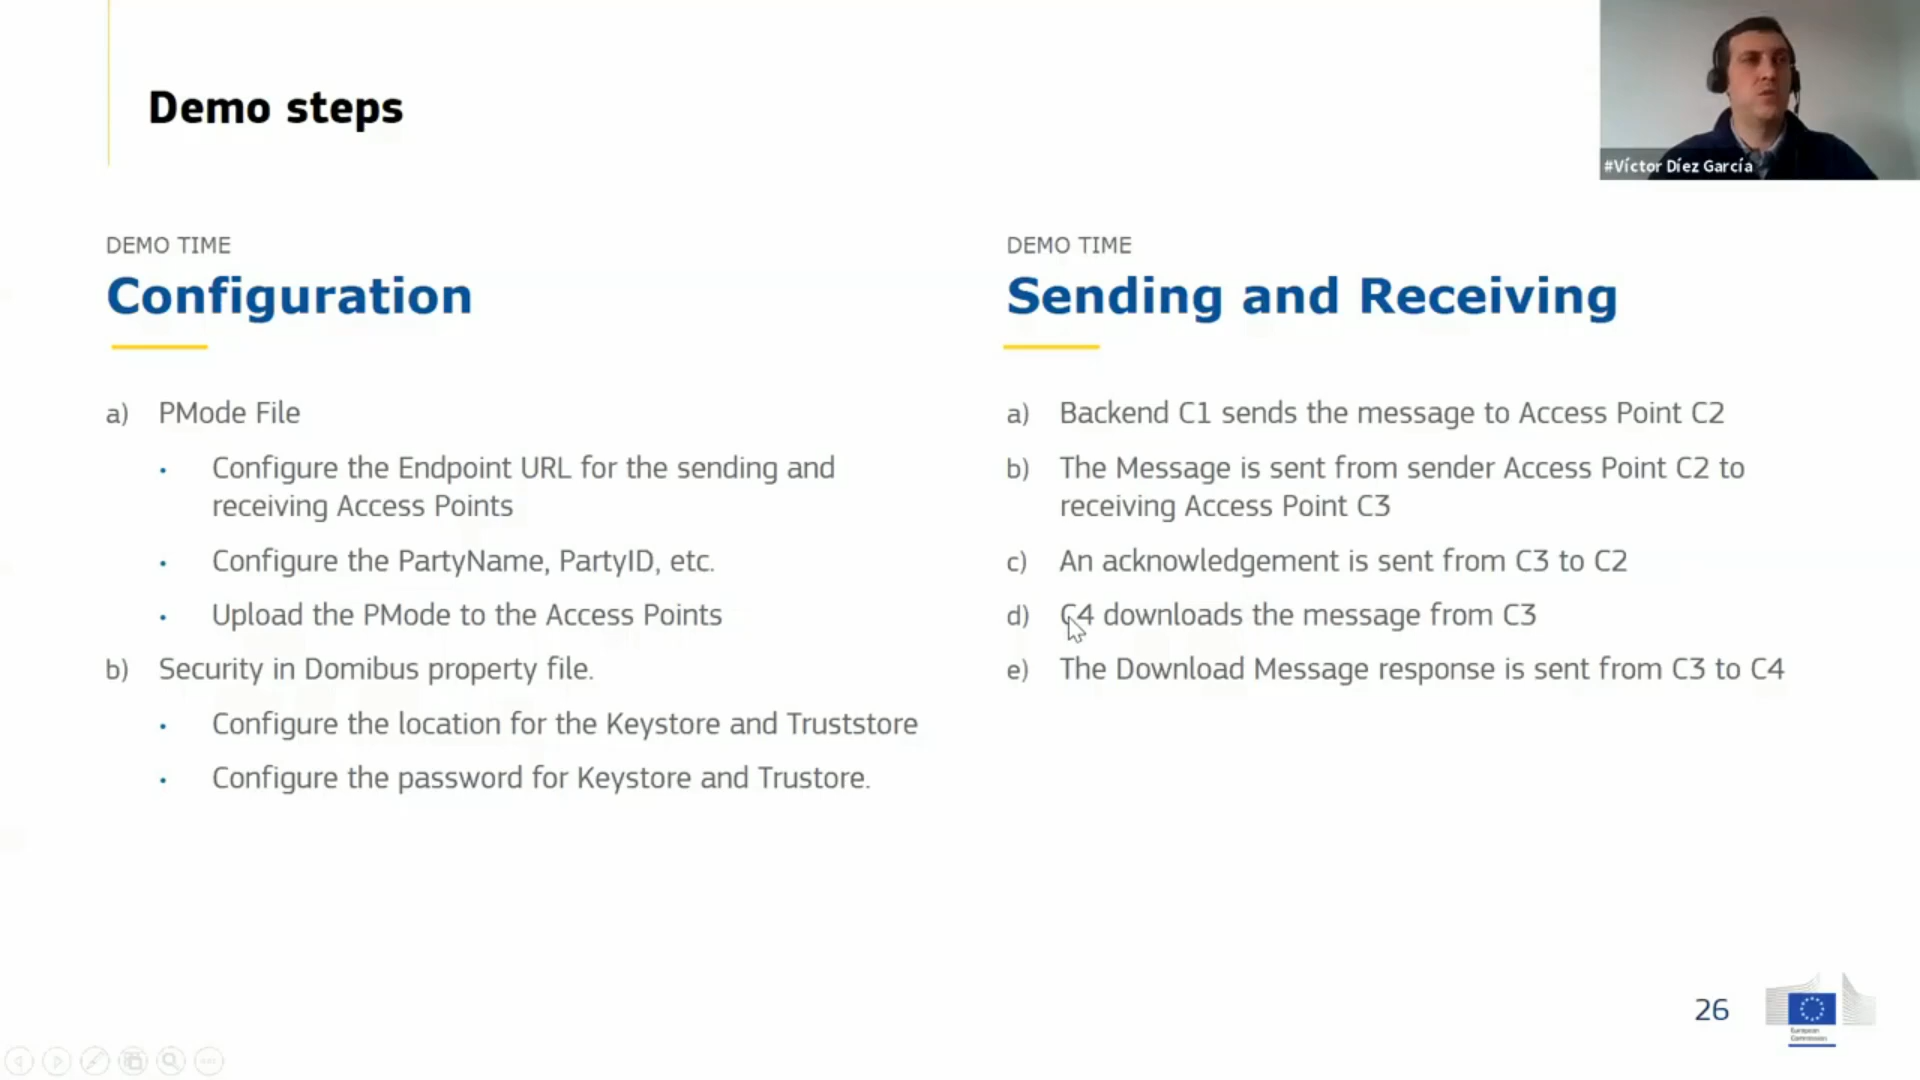 Demo steps
#Víctor Díez García
DEMO TIME
Configuration
a) PMode File
• Configure the Endpoint URL for the sending and
receiving Access Points
• Configure the PartyName, PartyID, etc.
• Upload the PMode to the Access Points
b) Security in Domibus property file.
• Configure the location for the Keystore and Truststore
• Configure the password for Keystore and Trustore.
DEMO TIME
Sending and Receiving
a) Backend C1 sends the message to Access Point C2
b) The Message is sent from sender Access Point C2 to
receiving Access Point C3
c) An acknowledgement is sent from C3 to C2
d) C4 downloads the message from C3
e) The Download Message response is sent from C3 to C4
26
European
Commission